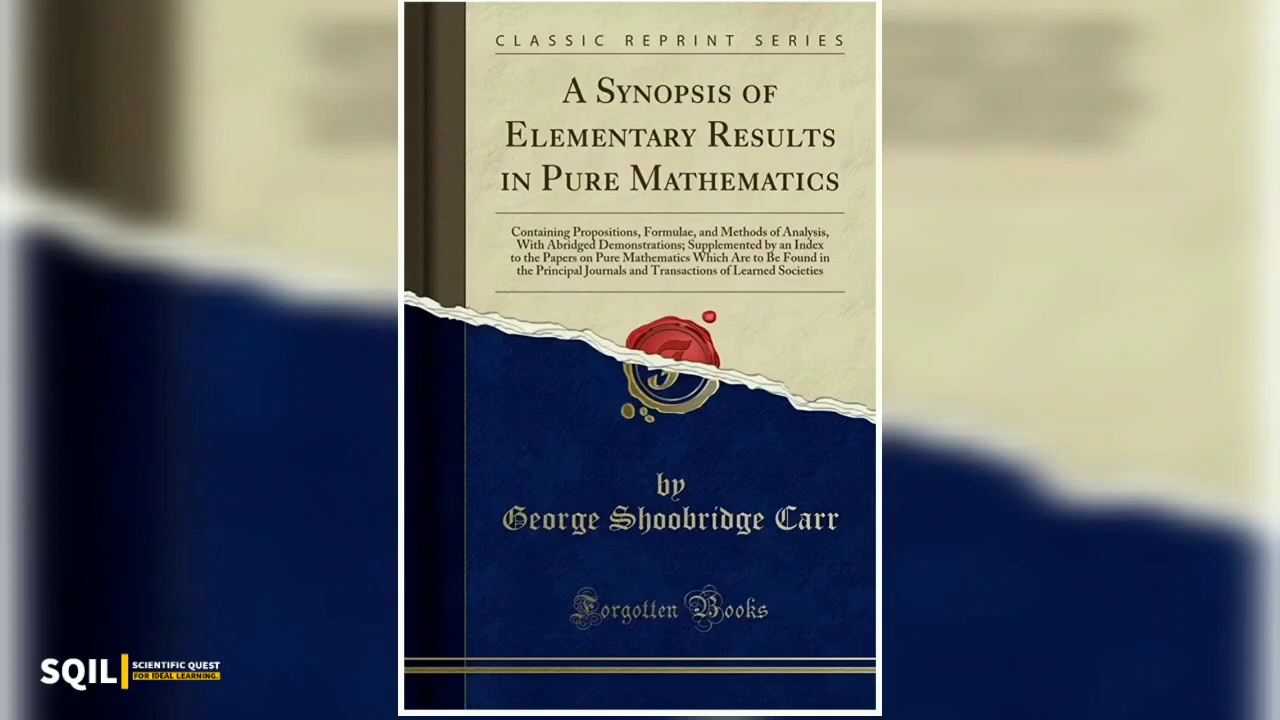 CLASSIC REPRINT SERIES
A SYNOPSIS OF
ELEMENTARY RESULTS
IN PURE MATHEMATICS
Containing Propositions, Formulae, and Methods of Analysis,
With Abridged Demonstrations; Supplemented by an Index
to the Papers on Pure Mathematics Which Are to Be Found in
the Principal Journals and Transactions of Learned Societies
by
George Shoobridge Carr
Forgotten Books
SQIL
SCIENTIFIC QUEST
FOR IDEAL LEARNING.